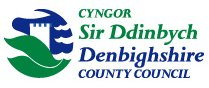 CYNGOR
Sir Ddinbych
Denbighshire
COUNTY COUNCIL